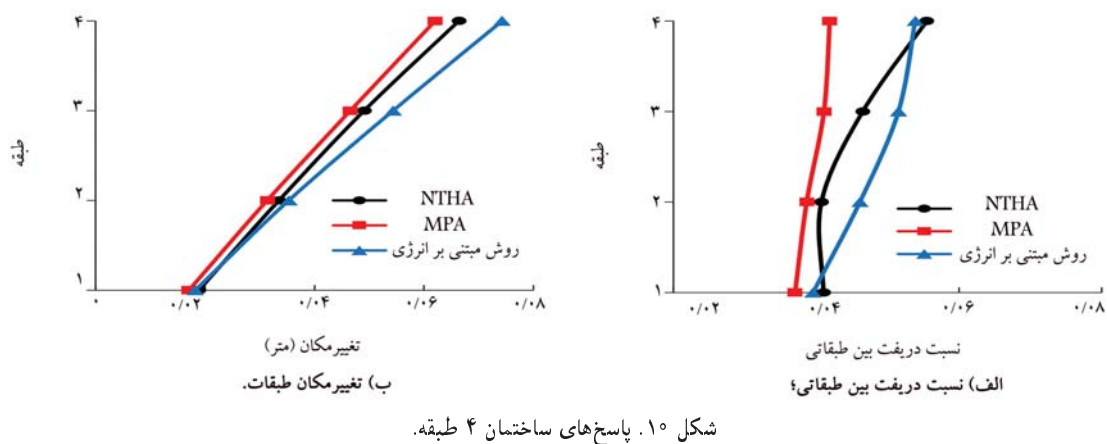 ۴
۳
۲
۱
طبقه
NTHA
MPA
روش مبتنی بر انرژی
۰/۰۲
۰/۰۴
۰/۰۶
۰/۰۸
نسبت دریفت بین طبقاتی
الف) نسبت دریفت بین طبقاتی؛
۴
۳
۲
۱
طبقه
NTHA
MPA
روش مبتنی بر انرژی
۰
۰/۰۲
۰/۰۴
۰/۰۶
۰/۰۸
تغییرمکان (متر)
ب) تغییرمکان طبقات.
شکل ۱۰. پاسخ‌های ساختمان ۴ طبقه.